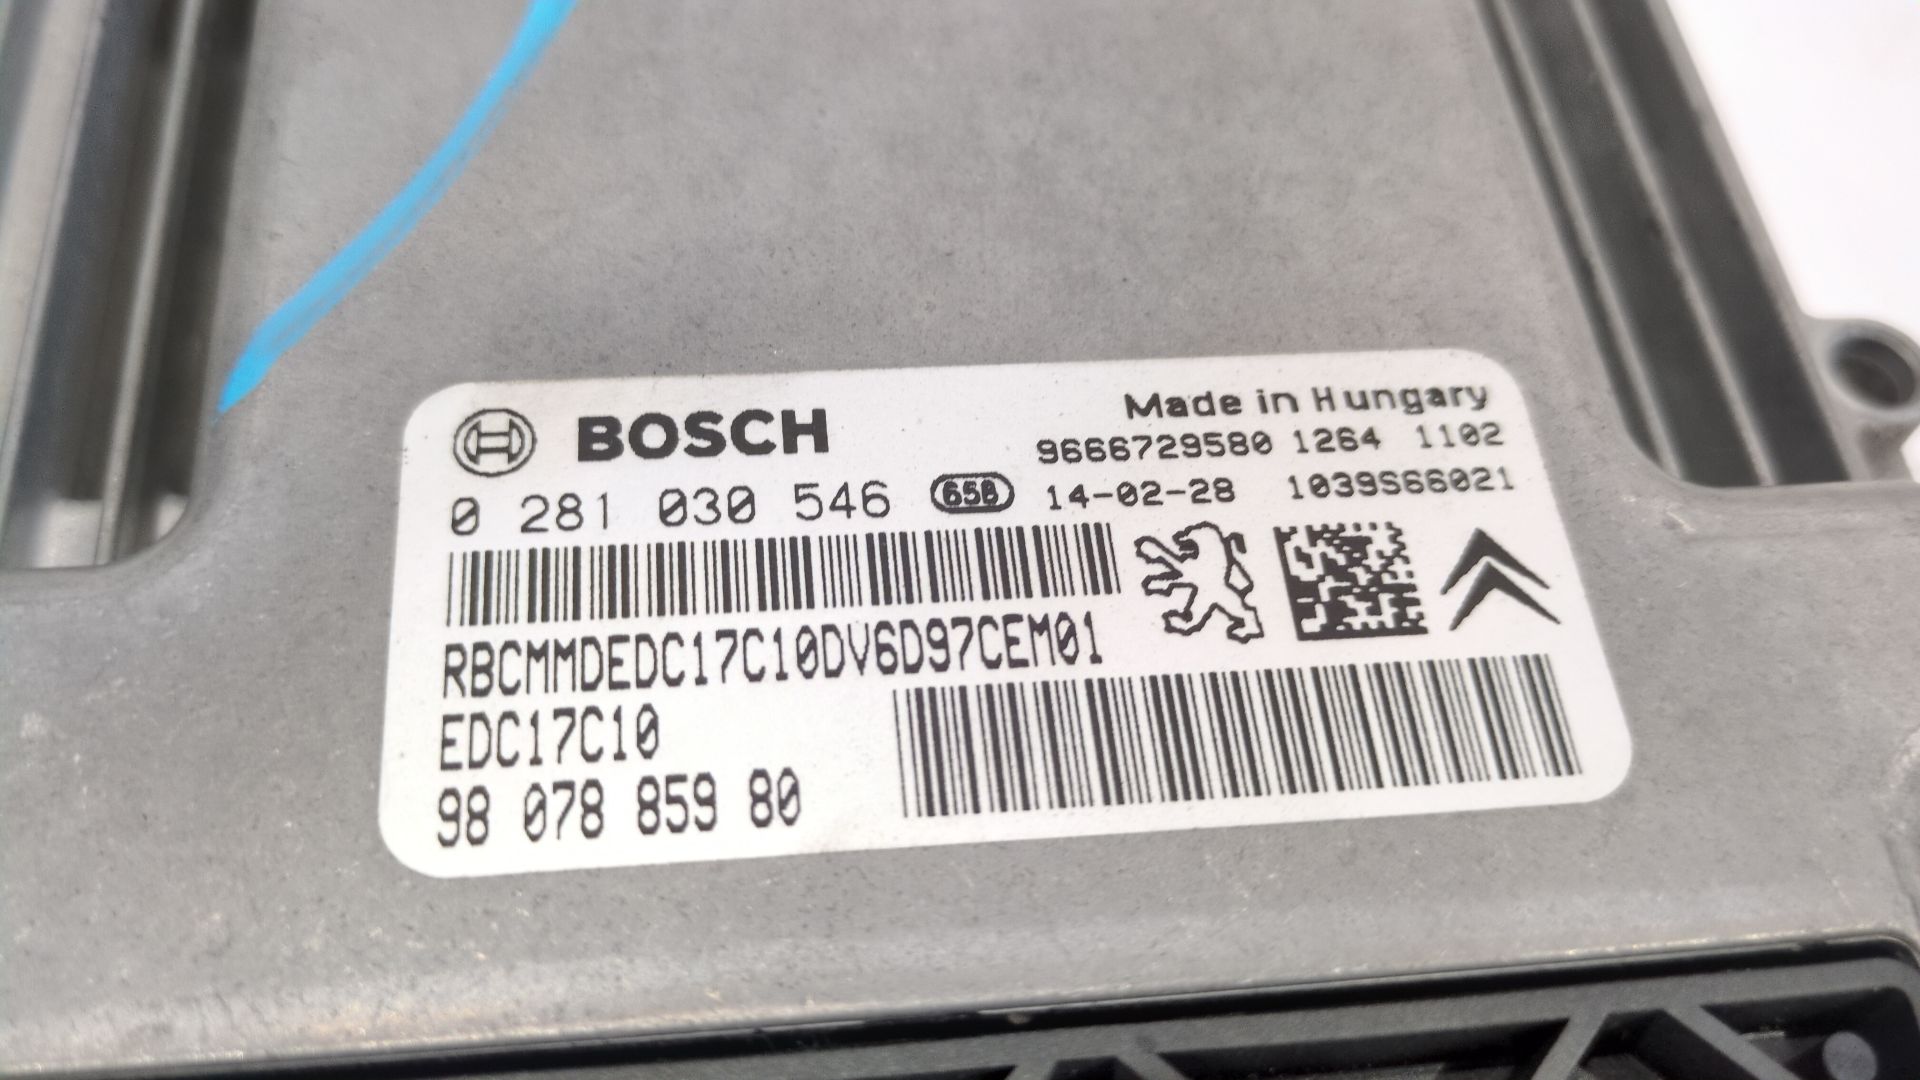 BOSCH
Made in Hungary
9666729580 1264 1102
0 281 030 546 65B 14-02-28 1039S66021
RBCMMDEDC17C10DV6D97CEM01
EDC17C10
98 078 859 80